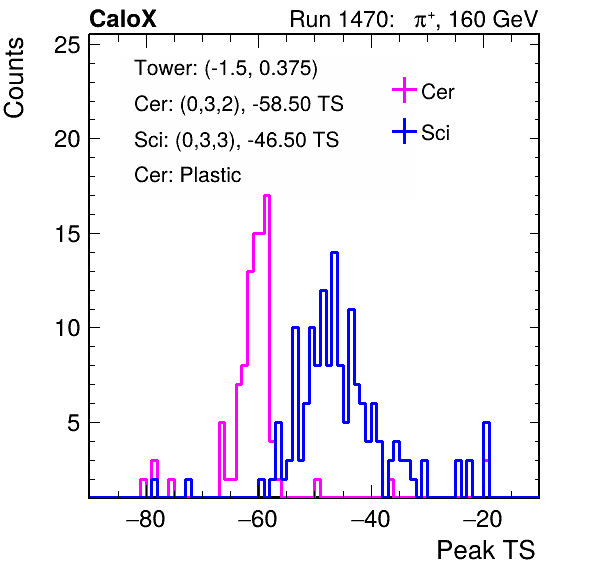 CaloX Run 1470: π⁺, 160 GeV
Counts
25
Tower: (-1.5, 0.375)
Cer: (0,3,2), -58.50 TS
Sci: (0,3,3), -46.50 TS
Cer: Plastic
Cer
Sci
20
15
10
5
−80 −60 −40 −20
Peak TS